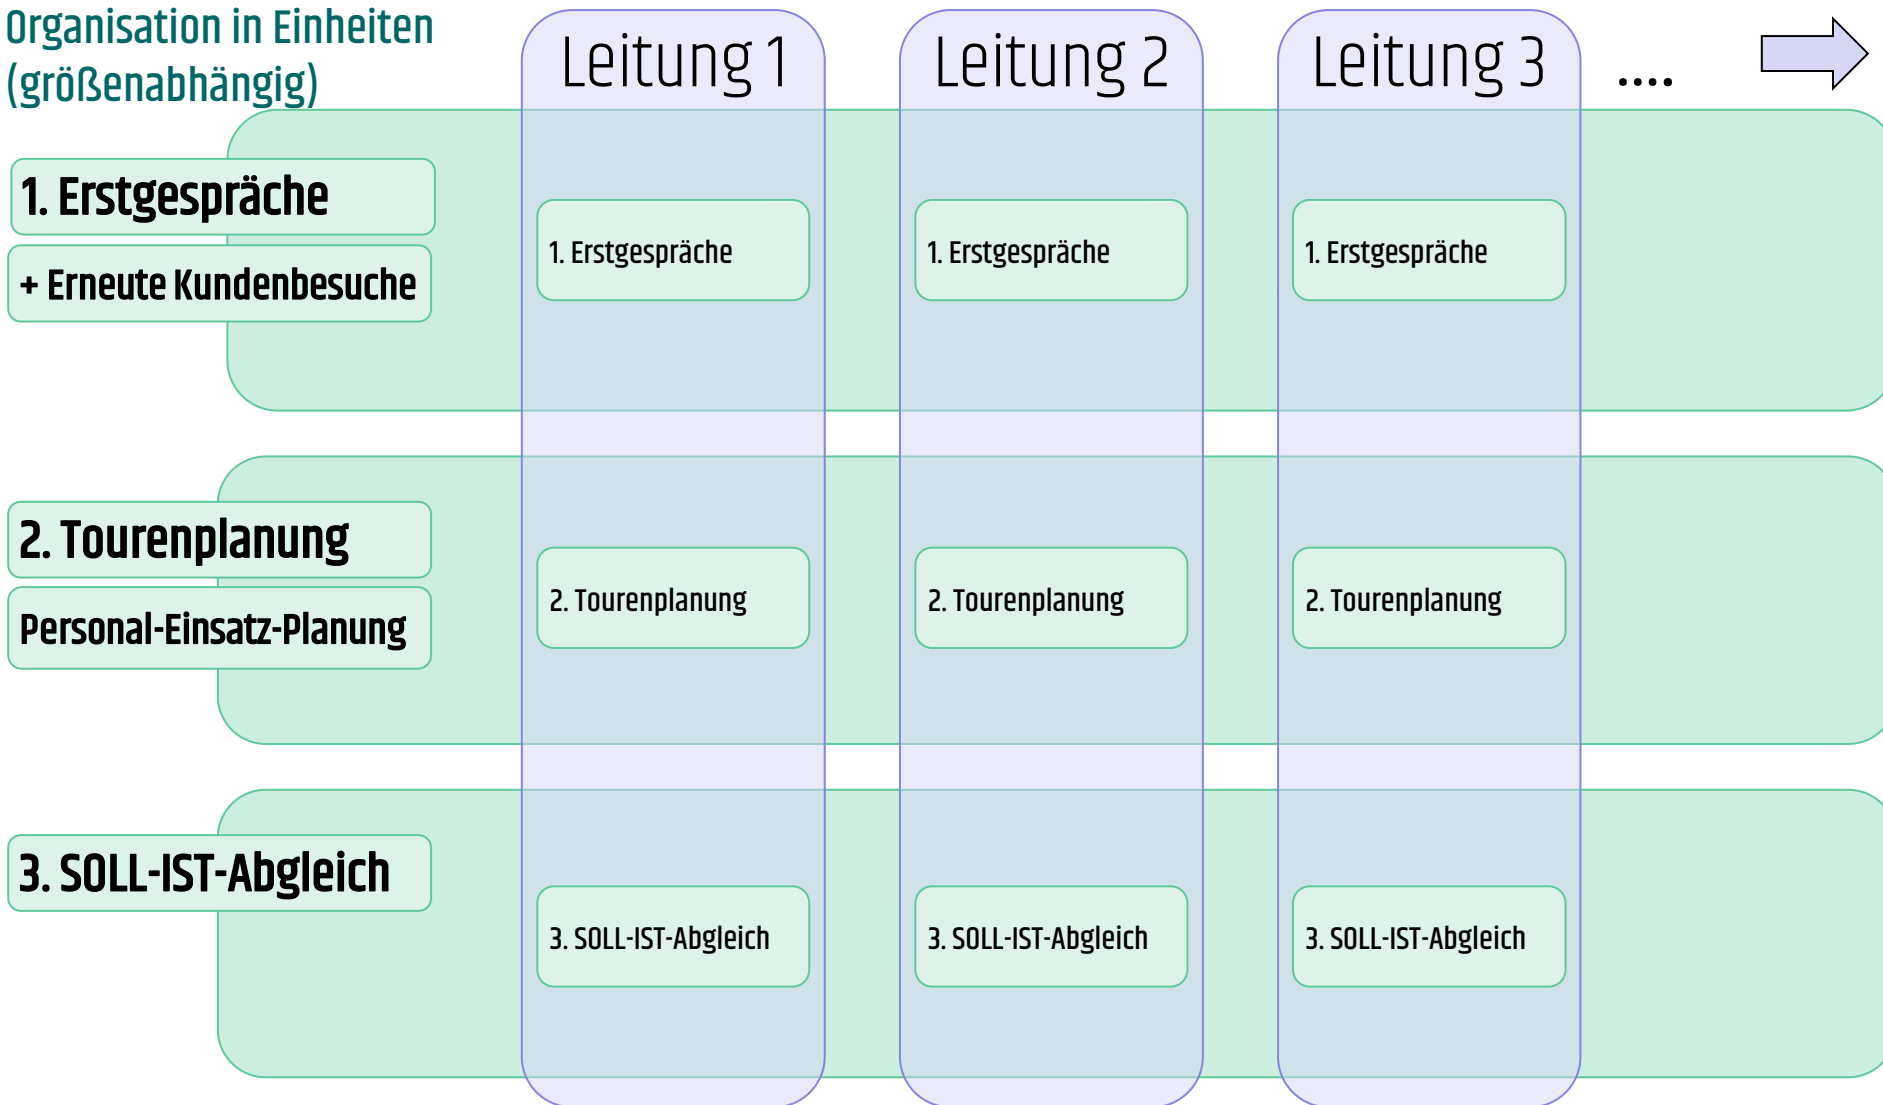 Organisation in Einheiten
(größenabhängig)
Leitung 1
Leitung 2
Leitung 3
....
1. Erstgespräche
+ Erneute Kundenbesuche
1. Erstgespräche
1. Erstgespräche
1. Erstgespräche
2. Tourenplanung
Personal-Einsatz-Planung
2. Tourenplanung
2. Tourenplanung
2. Tourenplanung
3. SOLL-IST-Abgleich
3. SOLL-IST-Abgleich
3. SOLL-IST-Abgleich
3. SOLL-IST-Abgleich